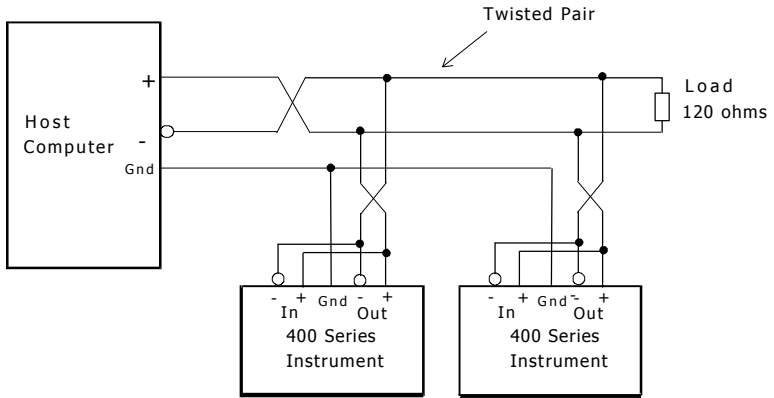 Twisted Pair
+
Load
120 ohms
Host
Computer
-
Gnd
- + Gnd - +
In Out
400 Series
Instrument
- + Gnd - +
In Out
400 Series
Instrument